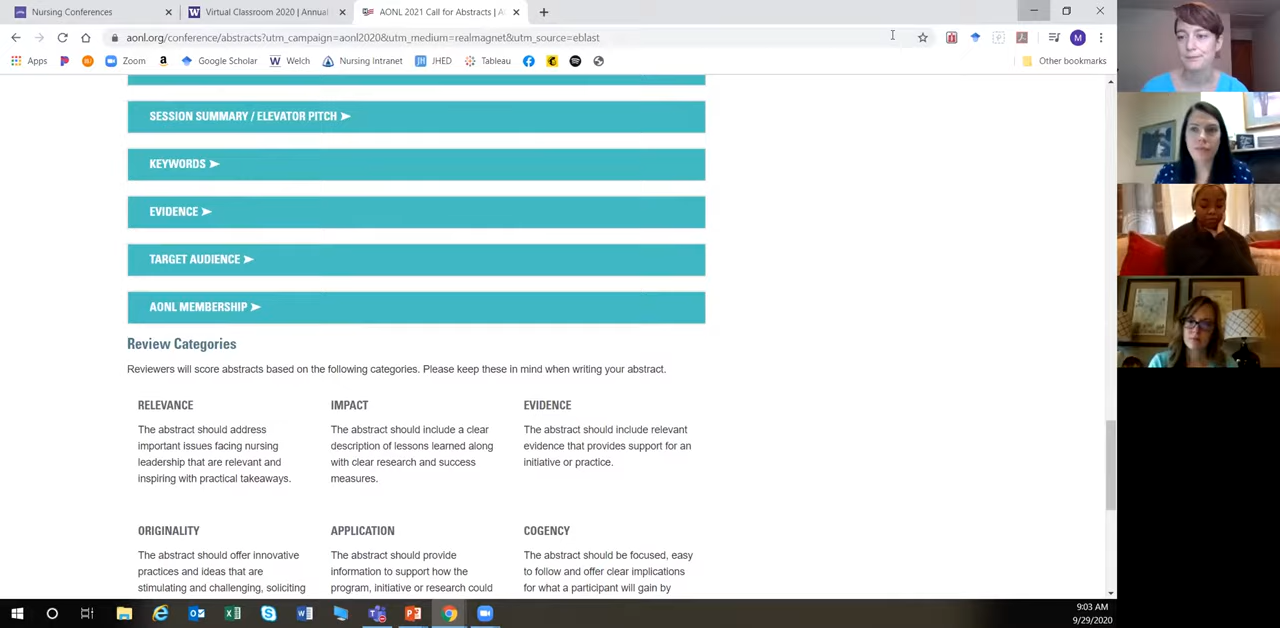 Nursing Conferences
Virtual Classroom 2020 | Annual
AONL 2021 Call for Abstracts | A
aonl.org/conference/abstracts?utm_campaign=aonl2020&utm_medium=realmagnet&utm_source=eblast
M
Apps
Zoom
Google Scholar
Welch
Nursing Intranet
JHED
Tableau
Other bookmarks
SESSION SUMMARY / ELEVATOR PITCH ➤
KEYWORDS ➤
EVIDENCE ➤
TARGET AUDIENCE ➤
AONL MEMBERSHIP ➤
Review Categories
Reviewers will score abstracts based on the following categories. Please keep these in mind when writing your abstract.
RELEVANCE
The abstract should address
important issues facing nursing
leadership that are relevant and
inspiring with practical takeaways.
IMPACT
The abstract should include a clear
description of lessons learned along
with clear research and success
measures.
EVIDENCE
The abstract should include relevant
evidence that provides support for an
initiative or practice.
ORIGINALITY
The abstract should offer innovative
practices and ideas that are
stimulating and challenging, soliciting
APPLICATION
The abstract should provide
information to support how the
program, initiative or research could
COGENCY
The abstract should be focused, easy
to follow and offer clear implications
for what a participant will gain by
9:03 AM
9/29/2020